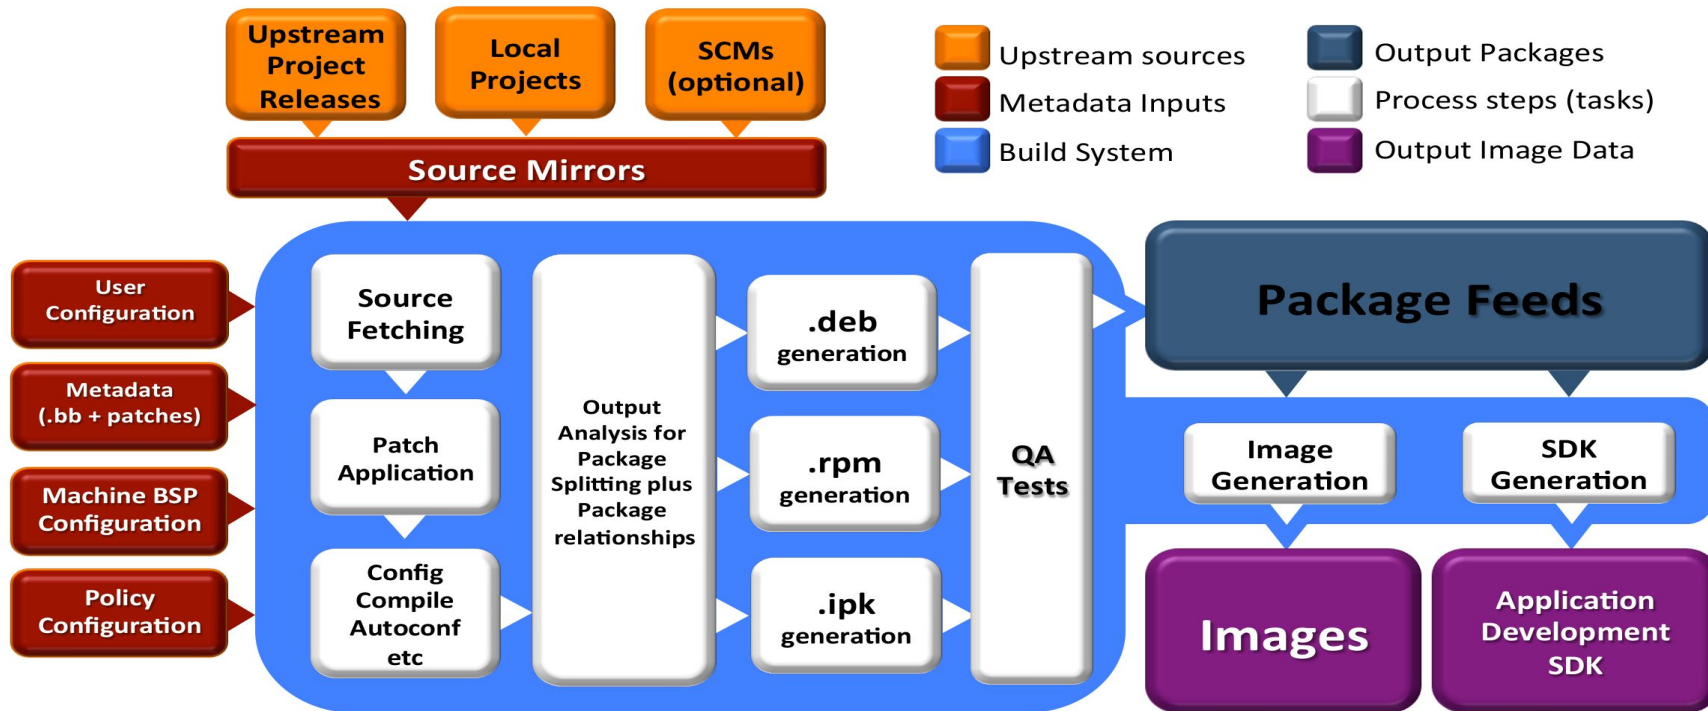 Upstream
Project
Releases
Local
Projects
SCMs
(optional)
Source Mirrors
Upstream sources
Metadata Inputs
Build System
Output Packages
Process steps (tasks)
Output Image Data
User
Configuration
Metadata
(.bb + patches)
Machine BSP
Configuration
Policy
Configuration
Source
Fetching
Patch
Application
Config
Compile
Autoconf
etc
Output
Analysis for
Package
Splitting plus
Package
relationships
.deb
generation
.rpm
generation
.ipk
generation
QA
Tests
Package Feeds
Image
Generation
SDK
Generation
Images
Application
Development
SDK